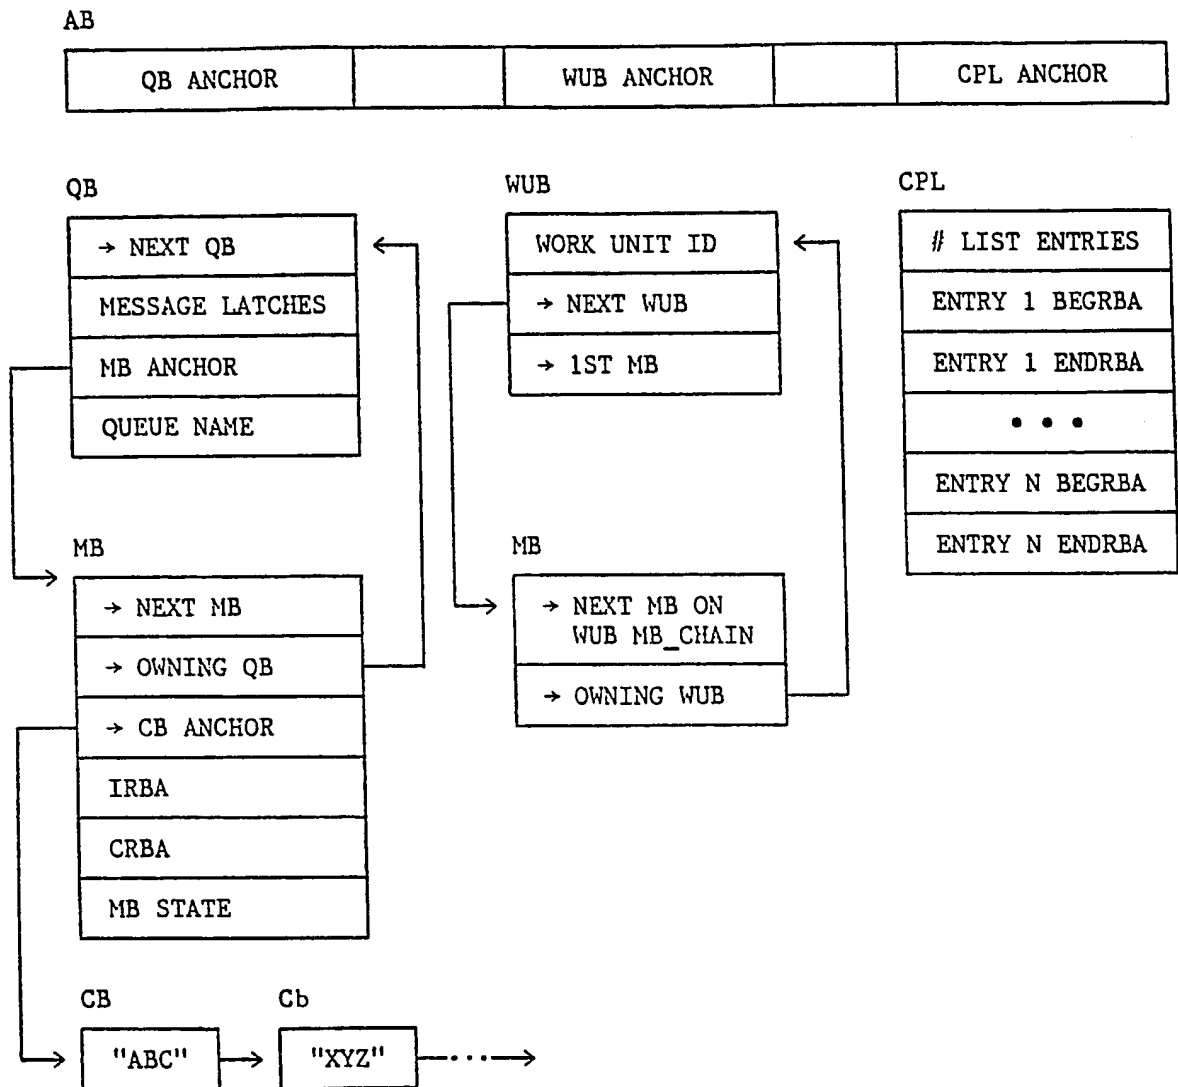 AB
QB ANCHOR
WUB ANCHOR
CPL ANCHOR
QB
→ NEXT QB
MESSAGE LATCHES
MB ANCHOR
QUEUE NAME
WUB
WORK UNIT ID
→ NEXT WUB
→ 1ST MB
CPL
# LIST ENTRIES
ENTRY 1 BEGRBA
ENTRY 1 ENDRBA
• • •
ENTRY N BEGRBA
ENTRY N ENDRBA
MB
→ NEXT MB
→ OWNING QB
→ CB ANCHOR
IRBA
CRBA
MB STATE
MB
→ NEXT MB ON
WUB MB_CHAIN
→ OWNING WUB
CB
"ABC"
Cb
"XYZ"